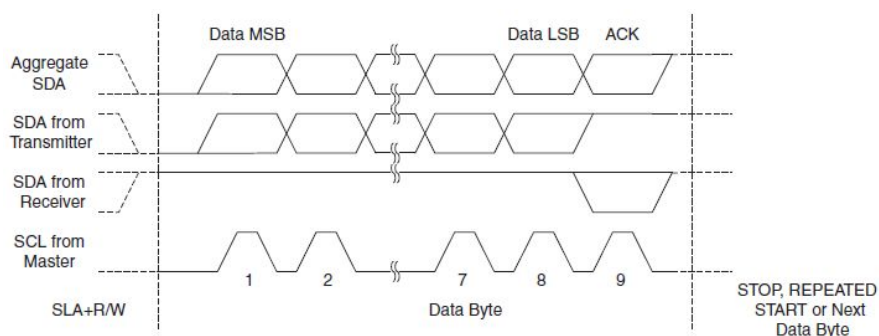 Data MSB
Data LSB
ACK
Aggregate
SDA
SDA from
Transmitter
SDA from
Receiver
SCL from
Master
1
2
7
8
9
SLA+R/W
Data Byte
STOP, REPEATED
START or Next
Data Byte